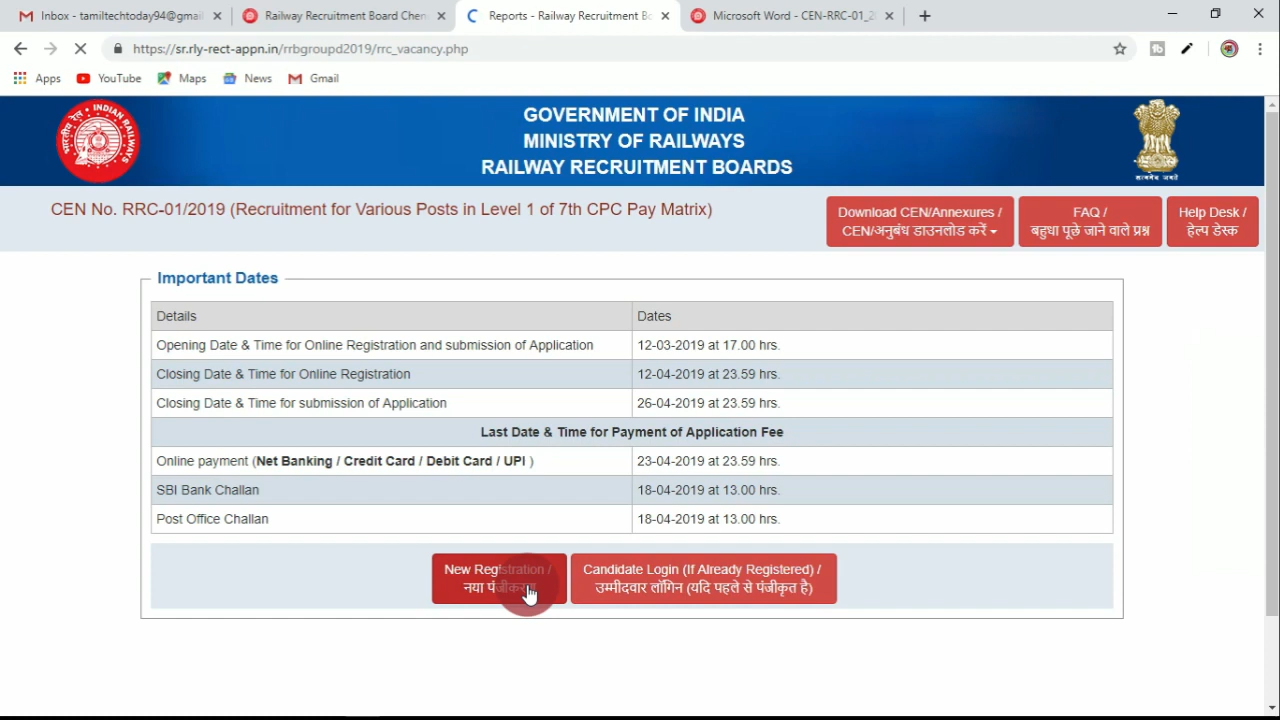 Inbox - tamiltechtoday94@gmai
Railway Recruitment Board Chen
Reports - Railway Recruitment Bo
Microsoft Word - CEN-RRC-01_2
https://sr.rly-rect-appn.in/rrbgroupd2019/rrc_vacancy.php
Apps
YouTube
Maps
News
Gmail
GOVERNMENT OF INDIA
MINISTRY OF RAILWAYS
RAILWAY RECRUITMENT BOARDS
CEN No. RRC-01/2019 (Recruitment for Various Posts in Level 1 of 7th CPC Pay Matrix)
Download CEN/Annexures /
CEN/अनुबंध डाउनलोड करें
FAQ /
बहुधा पूछे जाने वाले प्रश्न
Help Desk /
हेल्प डेस्क
Important Dates
Details Dates
Opening Date & Time for Online Registration and submission of Application 12-03-2019 at 17.00 hrs.
Closing Date & Time for Online Registration 12-04-2019 at 23.59 hrs.
Closing Date & Time for submission of Application 26-04-2019 at 23.59 hrs.
Last Date & Time for Payment of Application Fee
Online payment (Net Banking / Credit Card / Debit Card / UPI ) 23-04-2019 at 23.59 hrs.
SBI Bank Challan 18-04-2019 at 13.00 hrs.
Post Office Challan 18-04-2019 at 13.00 hrs.
New Registration /
नया पंजीकरण
Candidate Login (If Already Registered) /
उम्मीदवार लॉगिन (यदि पहले से पंजीकृत है)